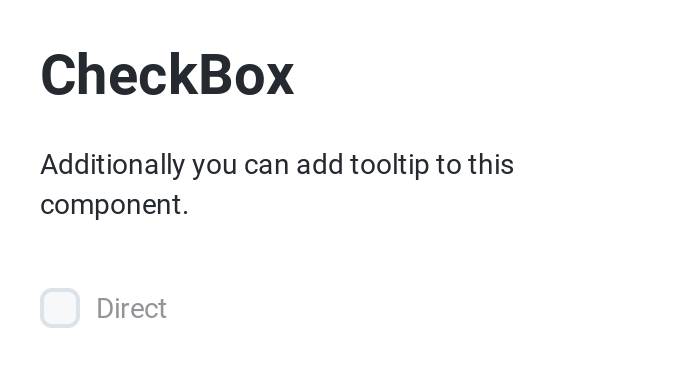 CheckBox
Additionally you can add tooltip to this
component.
Direct